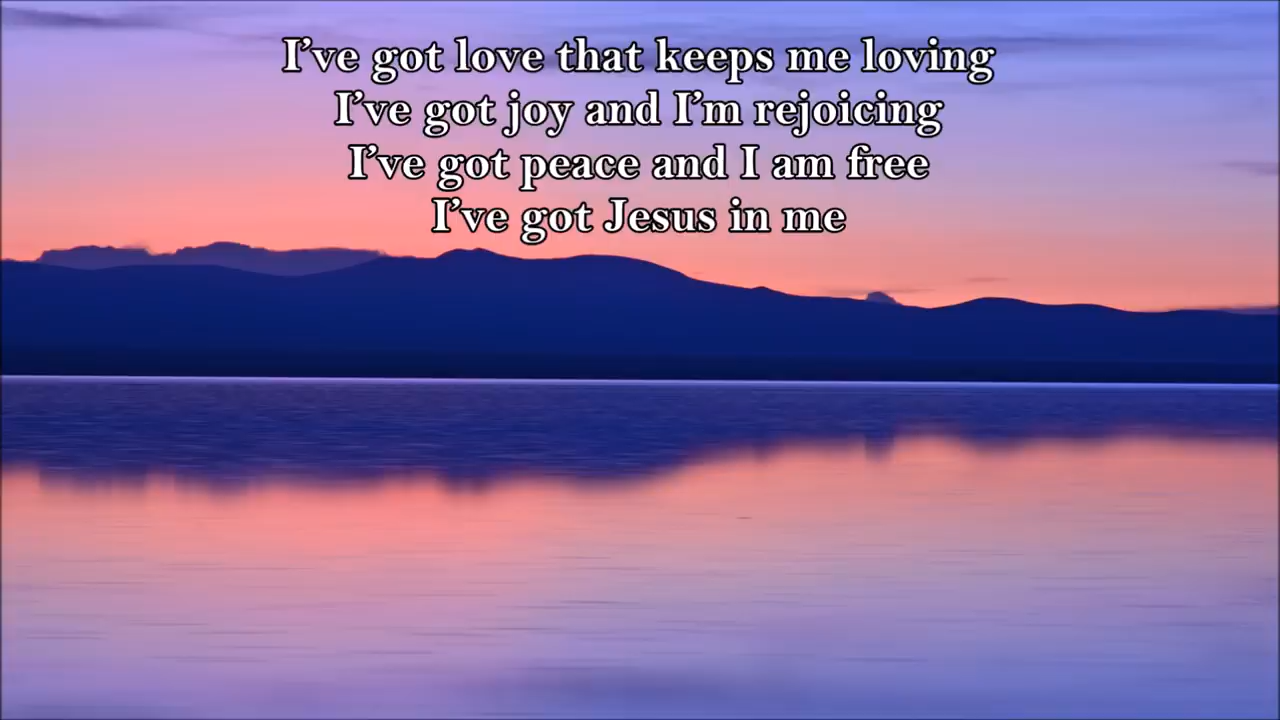 I’ve got love that keeps me loving
I’ve got joy and I’m rejoicing
I’ve got peace and I am free
I’ve got Jesus in me